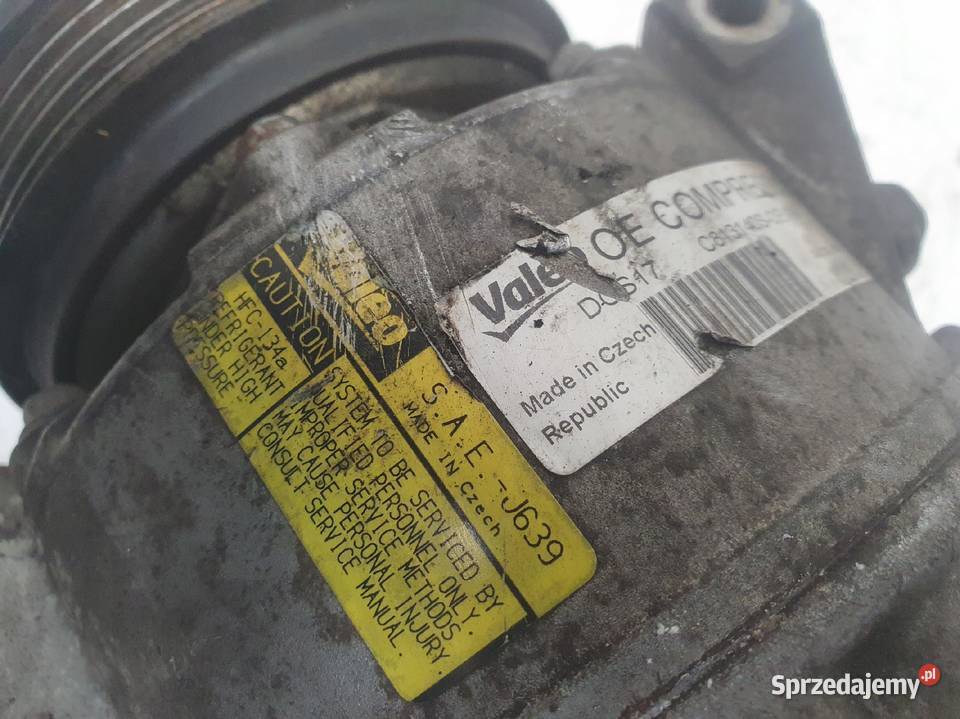 Valeo
CAUTION
HFC-134a
REFRIGERANT
UNDER HIGH
PRESSURE
SYSTEM TO BE SERVICED BY
QUALIFIED PERSONNEL ONLY.
IMPROPER SERVICE METHODS
MAY CAUSE PERSONAL INJURY
CONSULT SERVICE MANUAL.
S.A.E.-J639
MADE IN Czech
Valeo
OE COMPRE
DCS17
Made in Czech
Republic
Sprzedajemy.pl